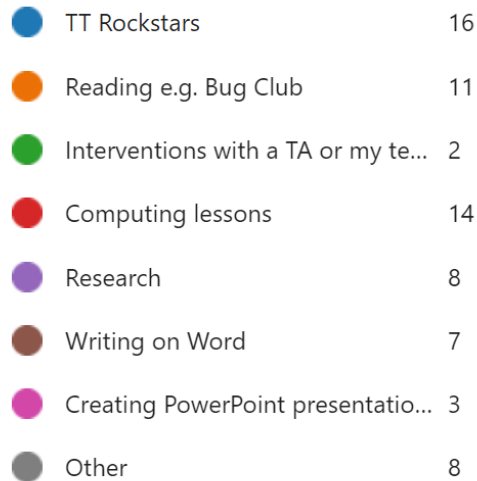 TT Rockstars 16
Reading e.g. Bug Club 11
Interventions with a TA or my te... 2
Computing lessons 14
Research 8
Writing on Word 7
Creating PowerPoint presentatio... 3
Other 8